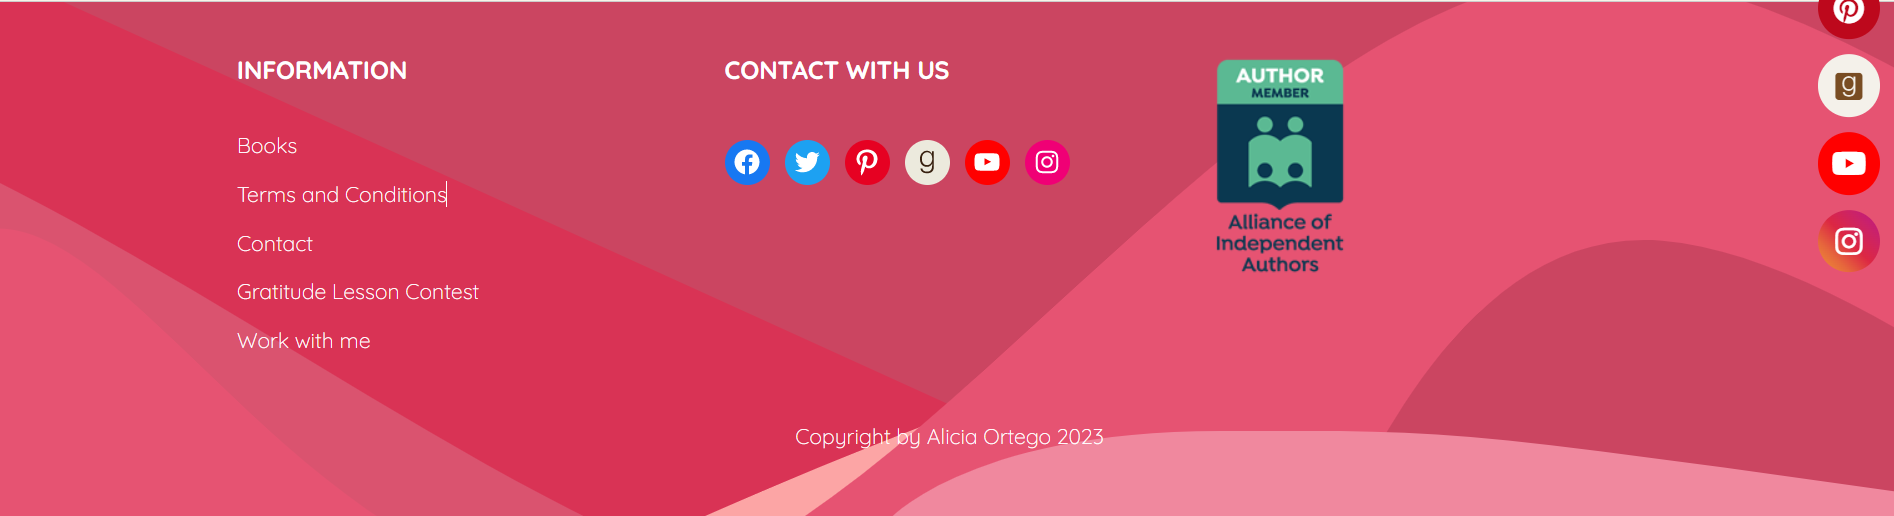 INFORMATION
Books
Terms and Conditions
Contact
Gratitude Lesson Contest
Work with me
CONTACT WITH US
g
AUTHOR
MEMBER
Alliance of
Independent
Authors
g
Copyright by Alicia Ortego 2023